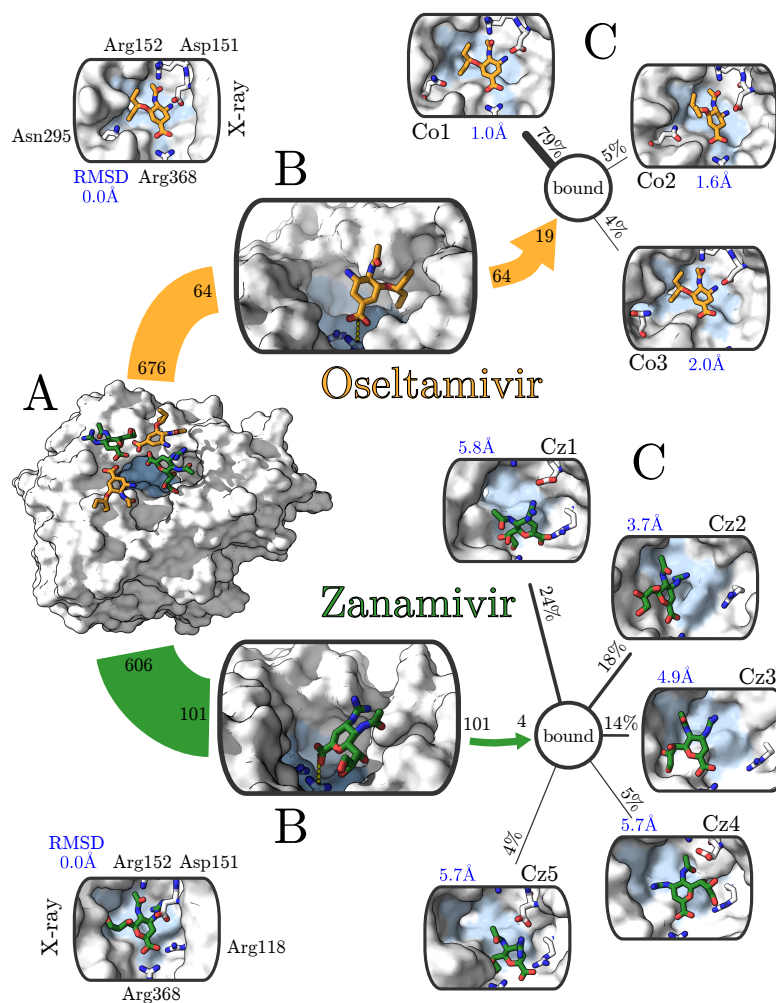 Arg152 Asp151
X-ray
Asn295
RMSD
0.0Å
Arg368
C
Co1
1.0Å
79%
5%
bound
4%
Co2
1.6Å
Co3
2.0Å
B
64
676
19
64
Oseltamivir
A
C
5.8Å
Cz1
24%
3.7Å
Cz2
18%
4.9Å
Cz3
14%
Zanamivir
606
101
101
4
bound
5%
5.7Å
Cz4
4%
5.7Å
Cz5
B
RMSD
0.0Å
Arg152 Asp151
X-ray
Arg118
Arg368